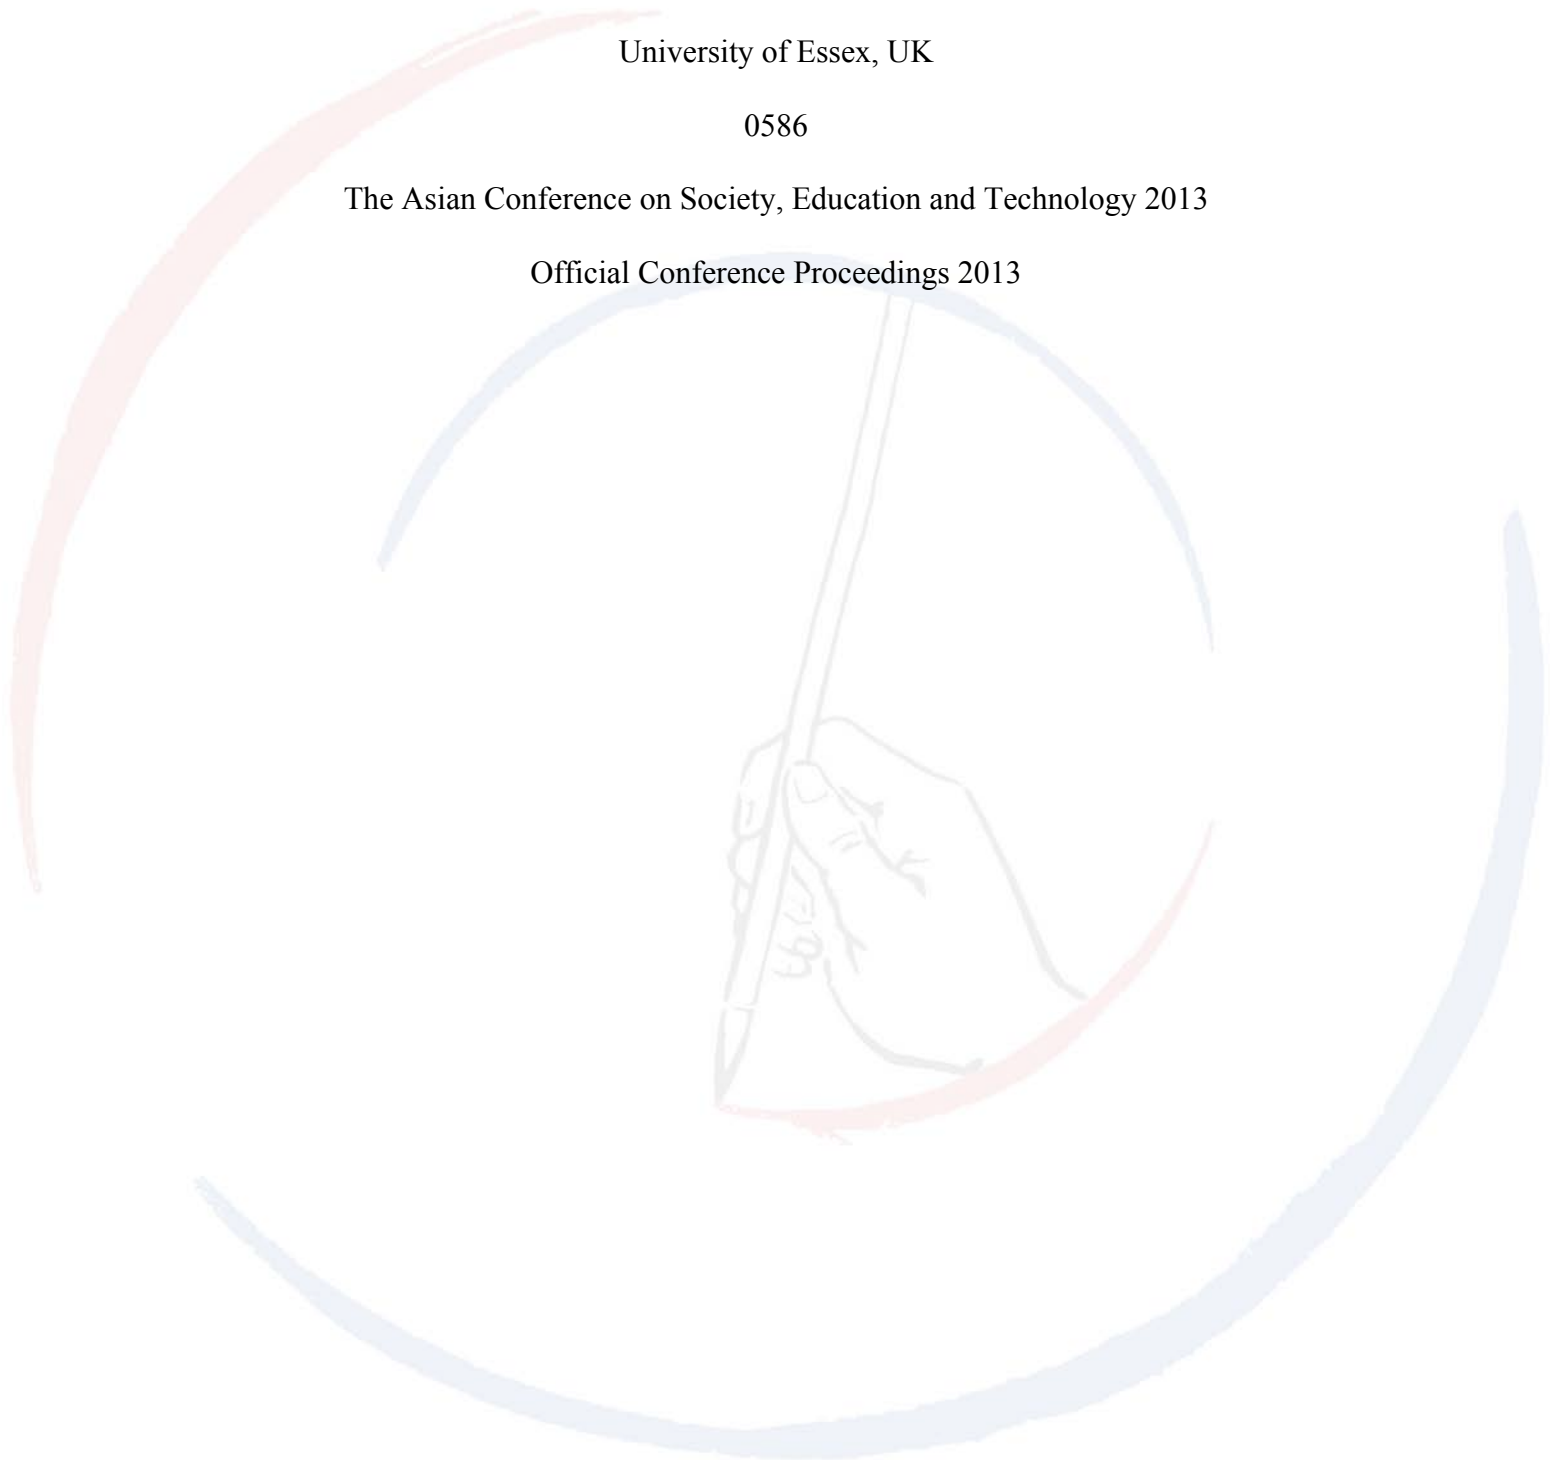 University of Essex, UK
0586
The Asian Conference on Society, Education and Technology 2013
Official Conference Proceedings 2013